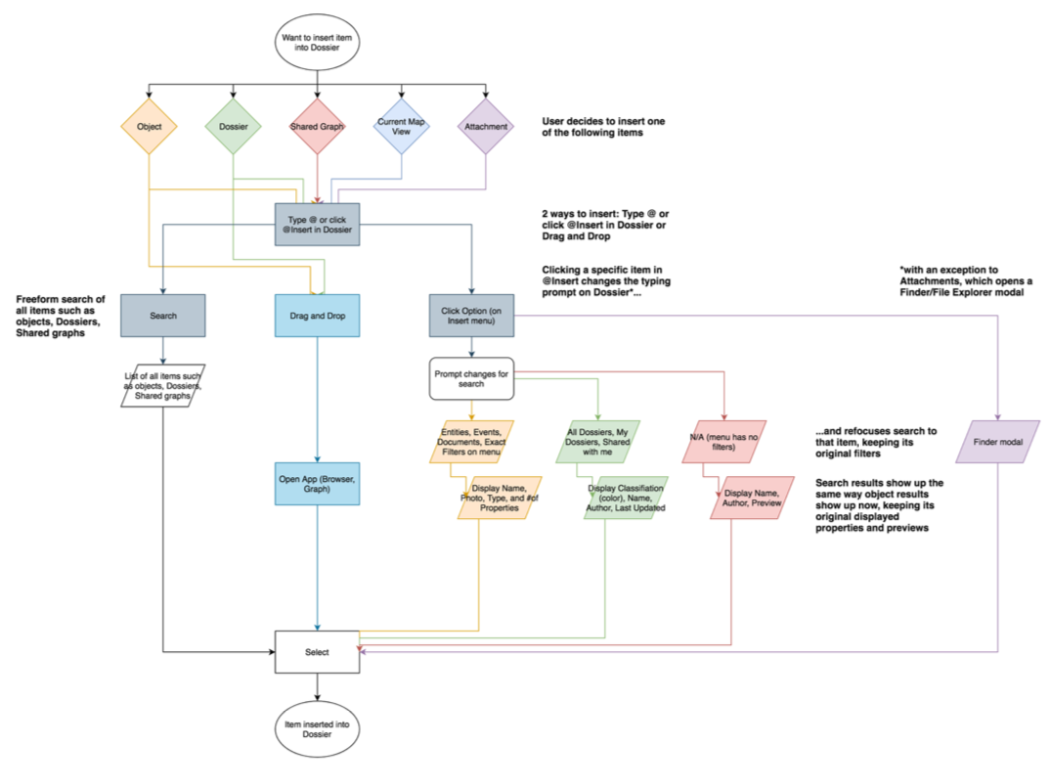 Want to insert item
into Dossier
Object
Dossier
Shared Graph
Current Map
View
Attachment
User decides to insert one
of the following items
Type @ or click
@Insert in Dossier
2 ways to insert: Type @ or
click @Insert in Dossier or
Drag and Drop
Clicking a specific item in
@Insert changes the typing
prompt on Dossier*...
*with an exception to
Attachments, which opens a
Finder/File Explorer modal
Freeform search of
all items such as
objects, Dossiers,
Shared graphs
Search
Drag and Drop
Click Option (on
Insert menu)
List of all items such
as objects, Dossiers,
Shared graphs
Prompt changes for
search
Entities, Events,
Documents, Exact
Filters on menu
All Dossiers, My
Dossiers, Shared
with me
N/A (menu has no
filters)
...and refocuses search to
that item, keeping its
original filters
Finder modal
Open App (Browser,
Graph)
Display Name,
Photo, Type, and #of
Properties
Display Classifiation
(color), Name,
Author, Last Updated
Display Name,
Author, Preview
Search results show up the
same way object results
show up now, keeping its
original displayed
properties and previews
Select
Item inserted into
Dossier